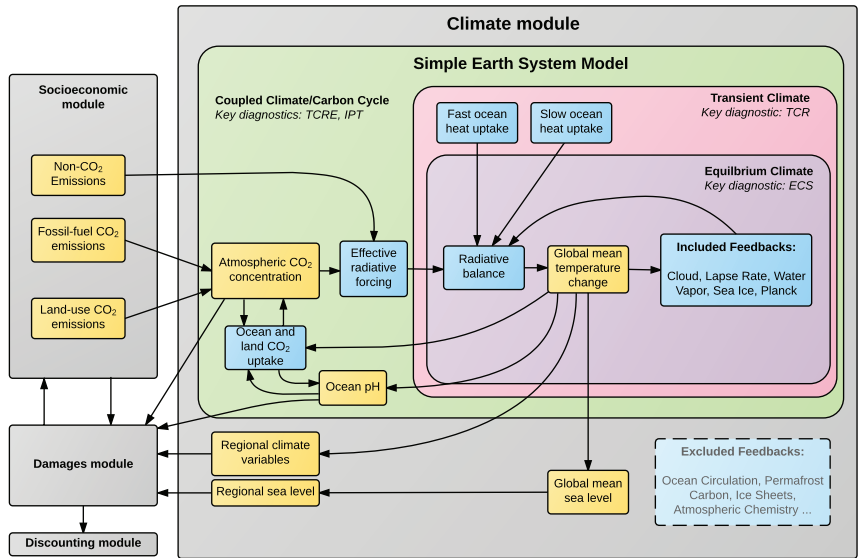 Climate module
Simple Earth System Model
Socioeconomic
module
Coupled Climate/Carbon Cycle
Key diagnostics: TCRE, IPT
Transient Climate
Key diagnostic: TCR
Fast ocean
heat uptake
Slow ocean
heat uptake
Equilbrium Climate
Key diagnostic: ECS
Non-CO₂
Emissions
Fossil-fuel CO₂
emissions
Land-use CO₂
emissions
Atmospheric CO₂
concentration
Effective
radiative
forcing
Radiative
balance
Global mean
temperature
change
Included Feedbacks:
Cloud, Lapse Rate, Water
Vapor, Sea Ice, Planck
Ocean and
land CO₂
uptake
Ocean pH
Damages module
Regional climate
variables
Regional sea level
Global mean
sea level
Excluded Feedbacks:
Ocean Circulation, Permafrost
Carbon, Ice Sheets,
Atmospheric Chemistry ...
Discounting module